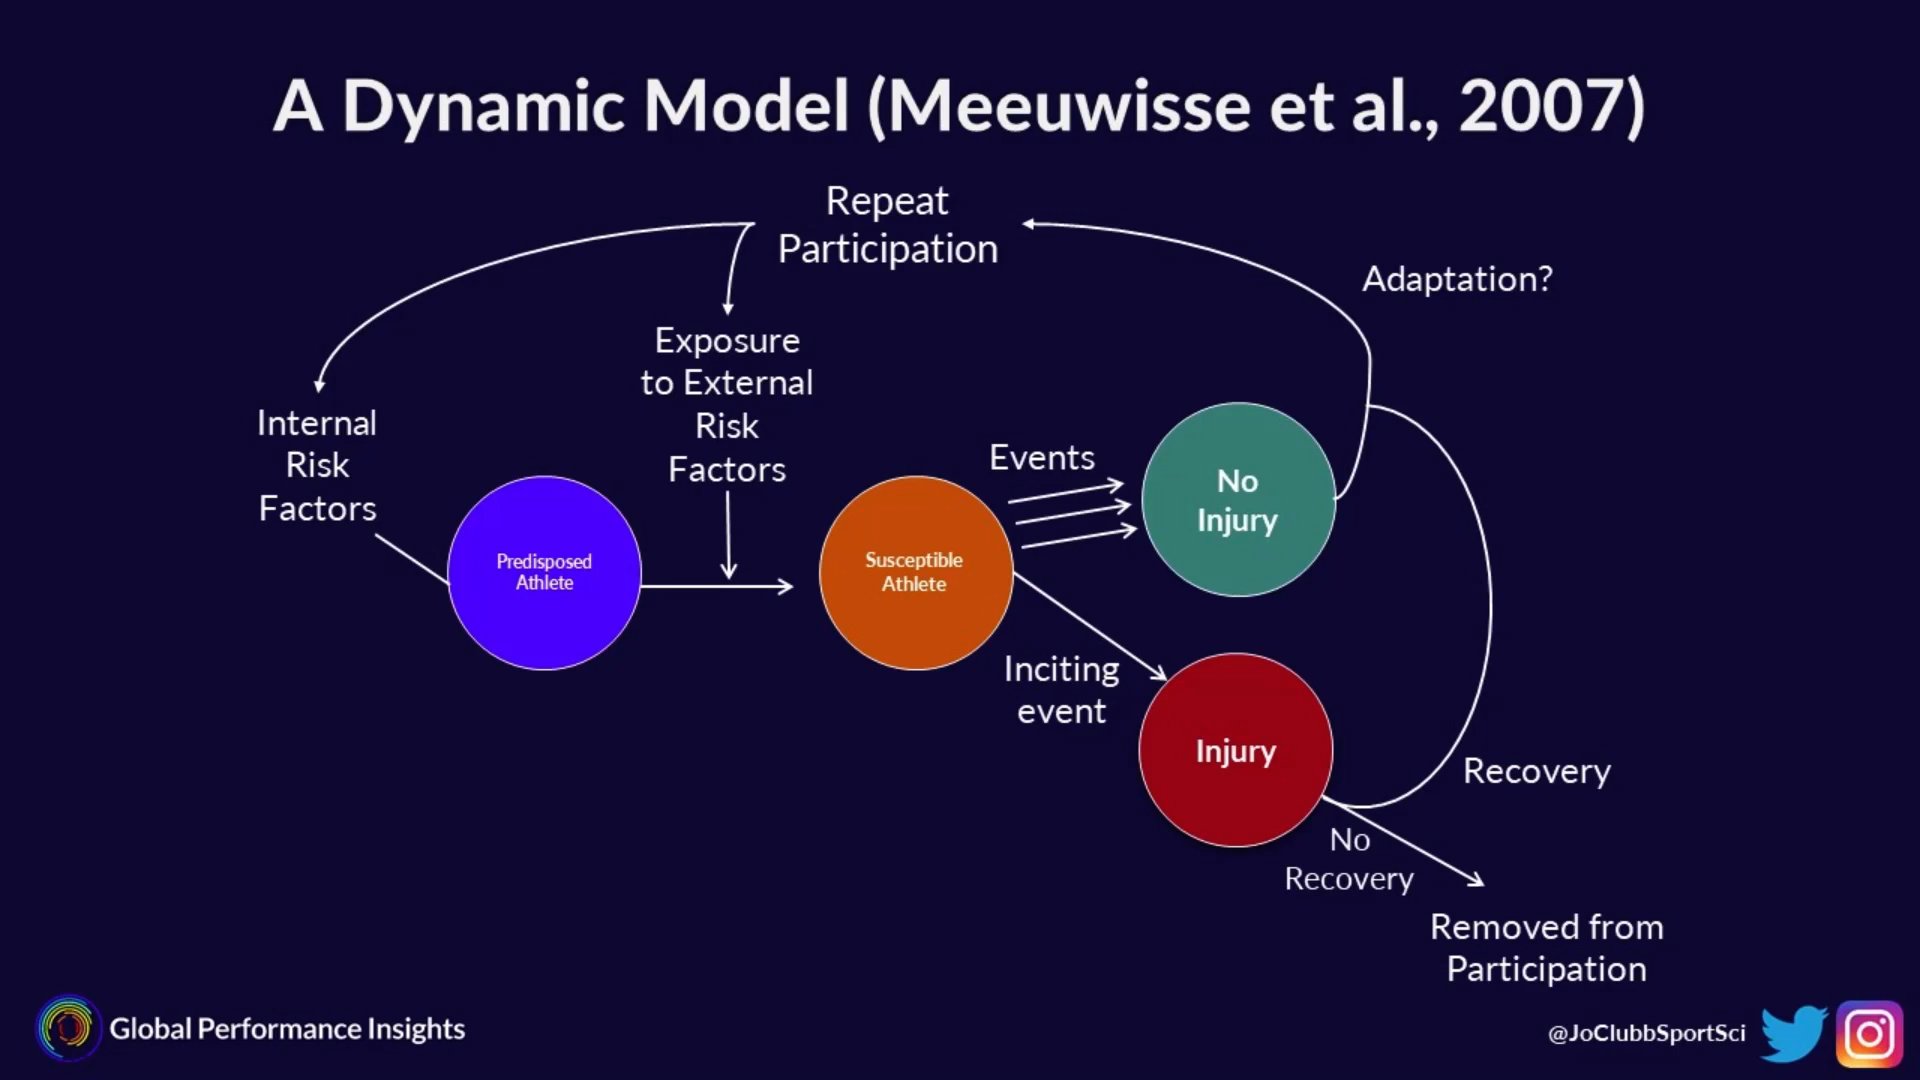 A Dynamic Model (Meeuwisse et al., 2007)
Repeat
Participation
Adaptation?
Exposure
to External
Risk
Factors
Internal
Risk
Factors
Events
No
Injury
Predisposed
Athlete
Susceptible
Athlete
Inciting
event
Injury
Recovery
No
Recovery
Removed from
Participation
Global Performance Insights
@JoClubbSportSci